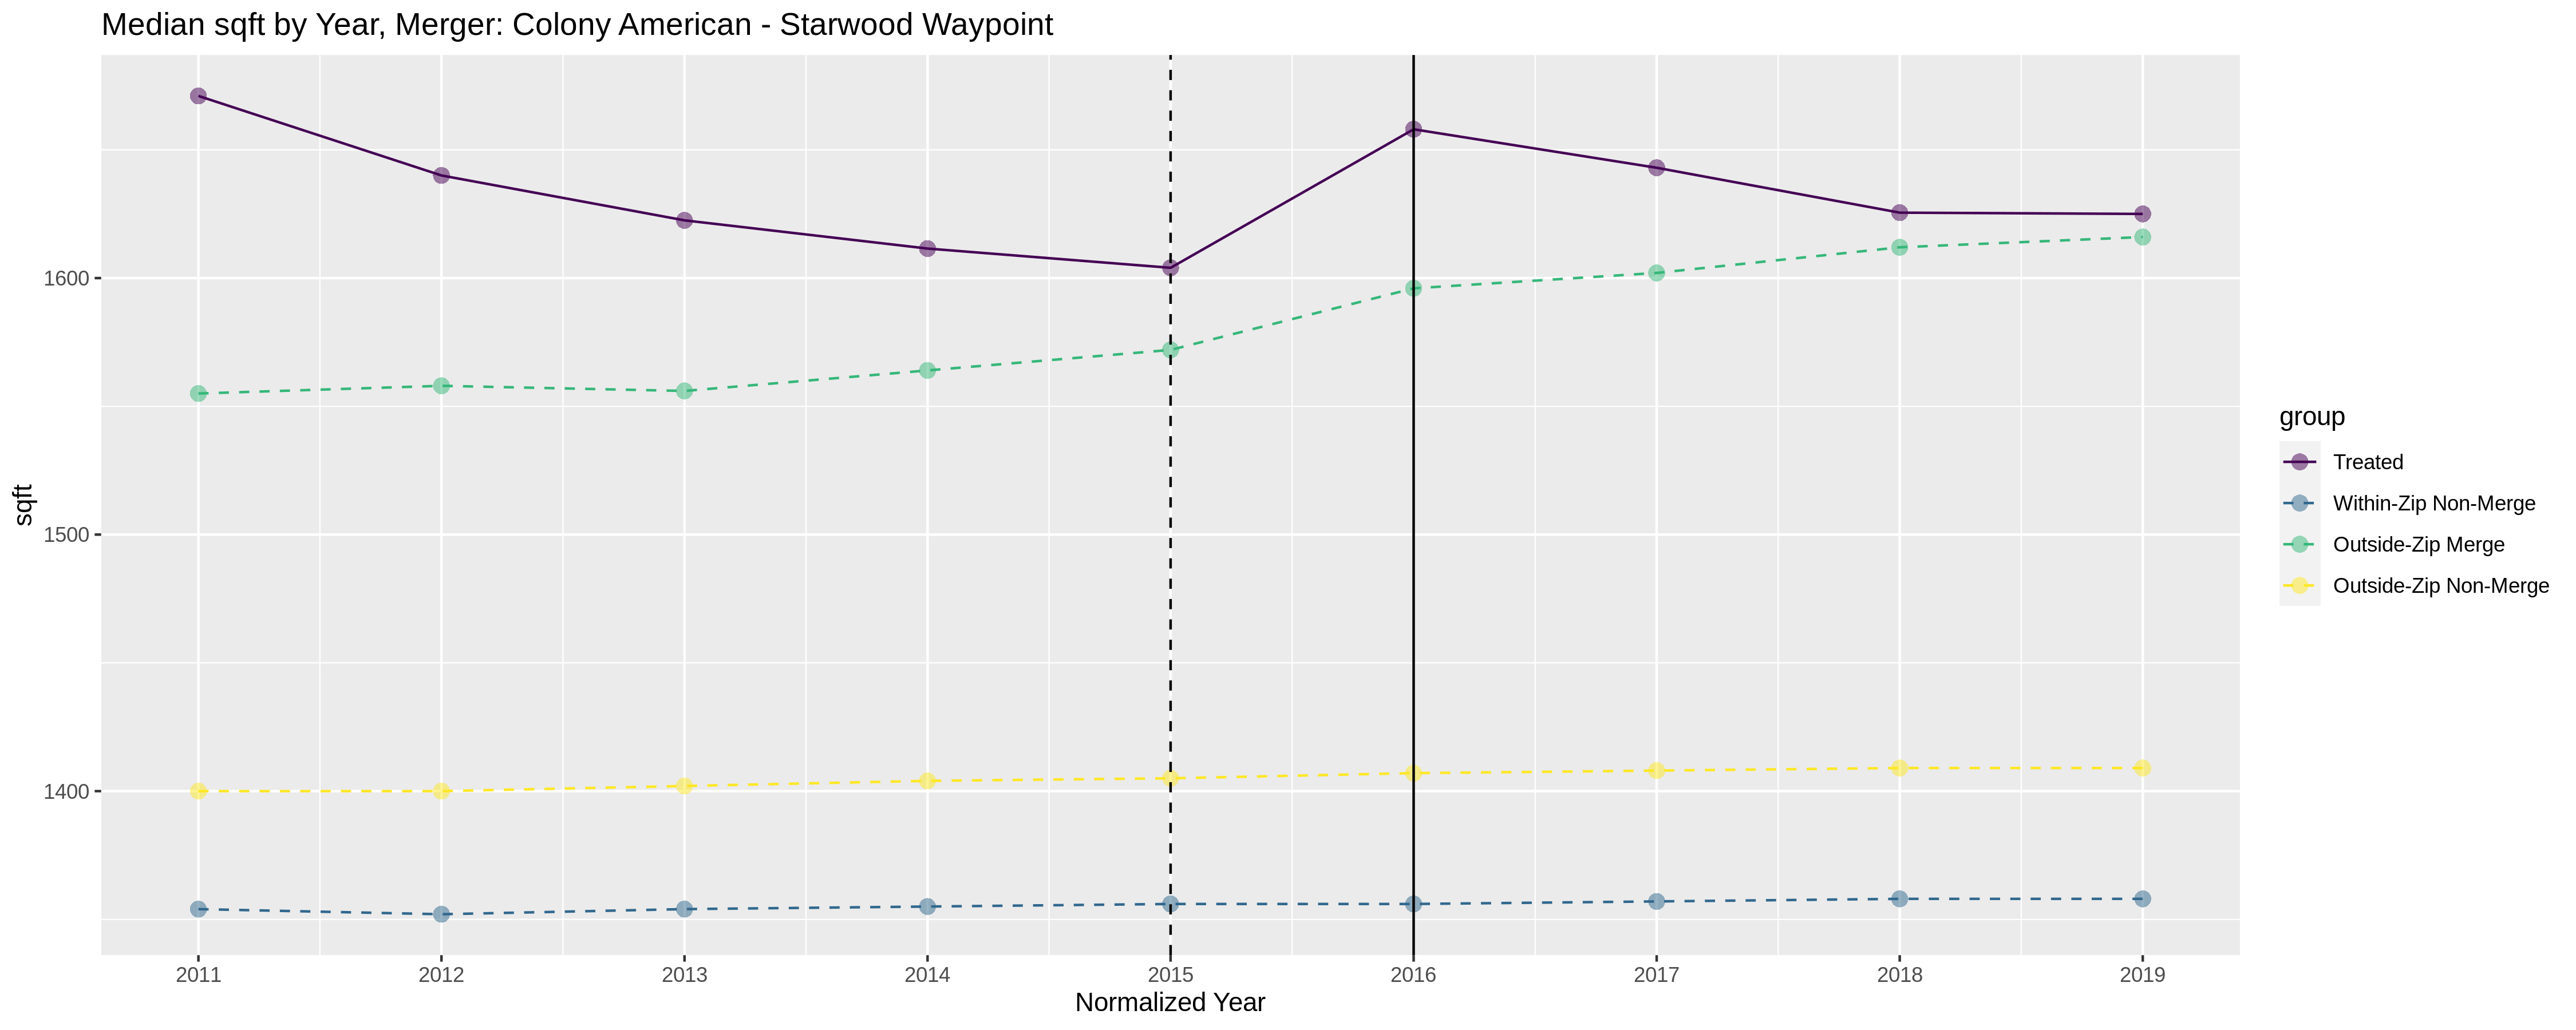 Median sqft by Year, Merger: Colony American - Starwood Waypoint
sqft
1600
1500
1400
2011 2012 2013 2014 2015 2016 2017 2018 2019
Normalized Year
group
Treated
Within-Zip Non-Merge
Outside-Zip Merge
Outside-Zip Non-Merge